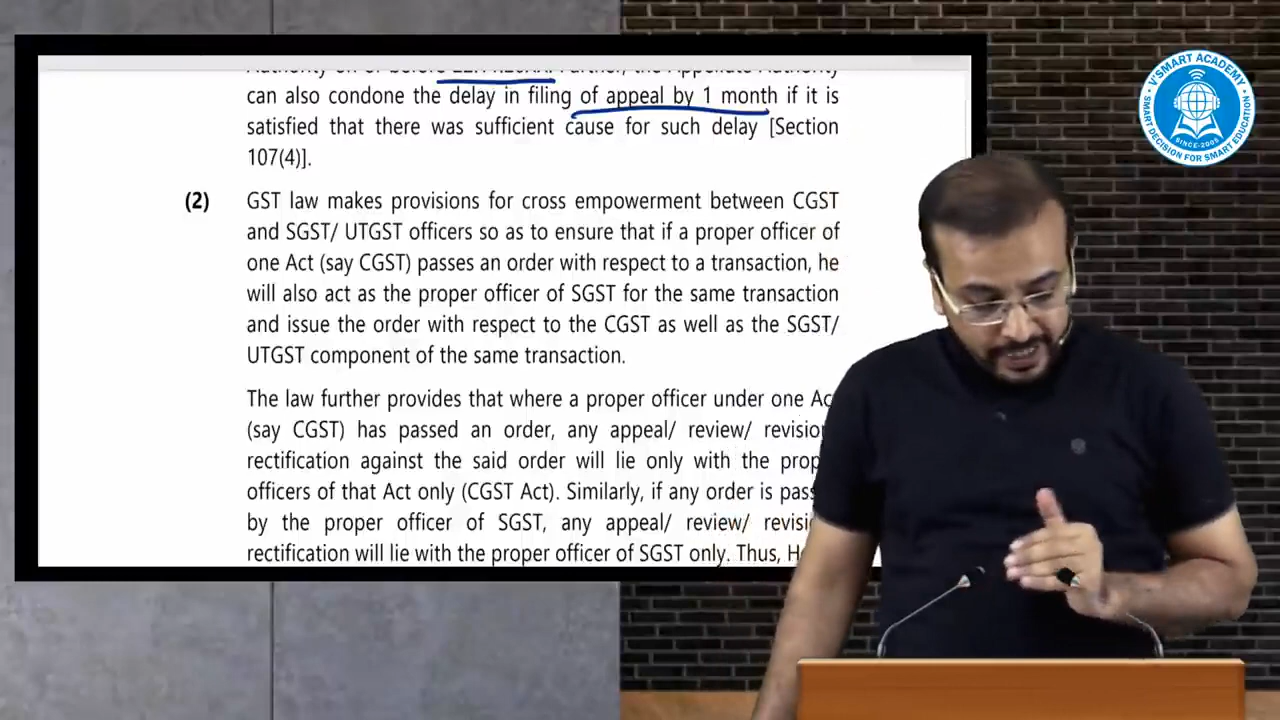 can also condone the delay in filing of appeal by 1 month if it is
satisfied that there was sufficient cause for such delay [Section
107(4)].
(2) GST law makes provisions for cross empowerment between CGST
and SGST/ UTGST officers so as to ensure that if a proper officer of
one Act (say CGST) passes an order with respect to a transaction, he
will also act as the proper officer of SGST for the same transaction
and issue the order with respect to the CGST as well as the SGST/
UTGST component of the same transaction.
The law further provides that where a proper officer under one
(say CGST) has passed an order, any appeal/ review/
rectification against the said order will lie only with the
officers of that Act only (CGST Act). Similarly, if any order is
by the proper officer of SGST, any appeal/ review/
rectification will lie with the proper officer of SGST only. Thus,
V'SMART ACADEMY
SINCE-2005
SMART DECISION FOR SMART EDUCATION